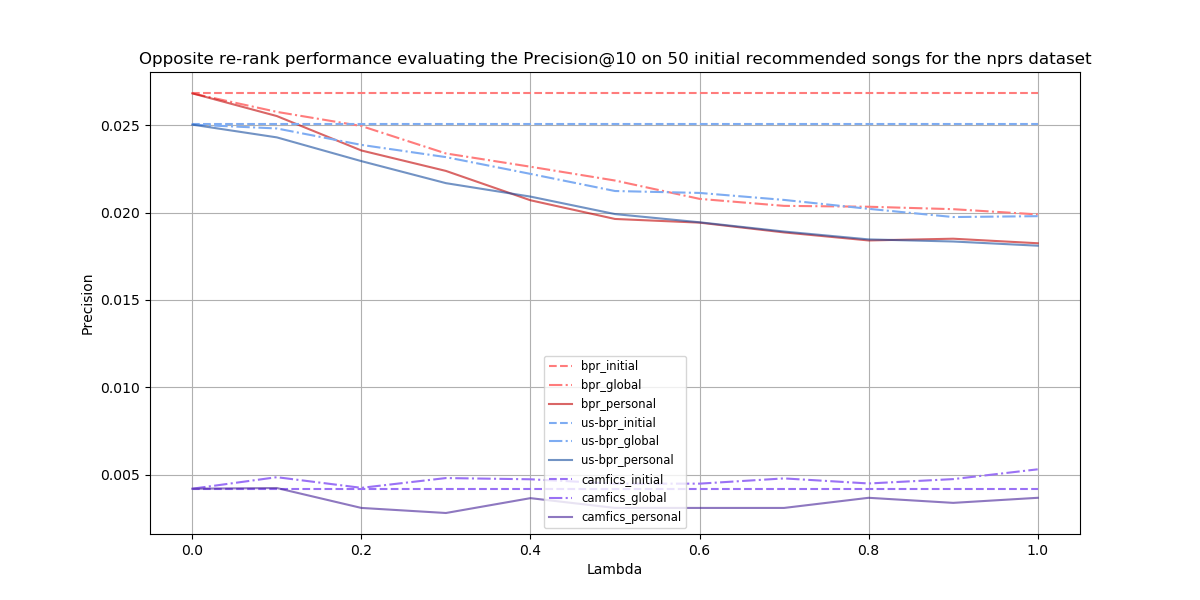 Opposite re-rank performance evaluating the Precision@10 on 50 initial recommended songs for the nprs dataset
Precision
0.025
0.020
0.015
0.010
0.005
bpr_initial
bpr_global
bpr_personal
us-bpr_initial
us-bpr_global
us-bpr_personal
camfics_initial
camfics_global
camfics_personal
0.0 0.2 0.4 0.6 0.8 1.0
Lambda